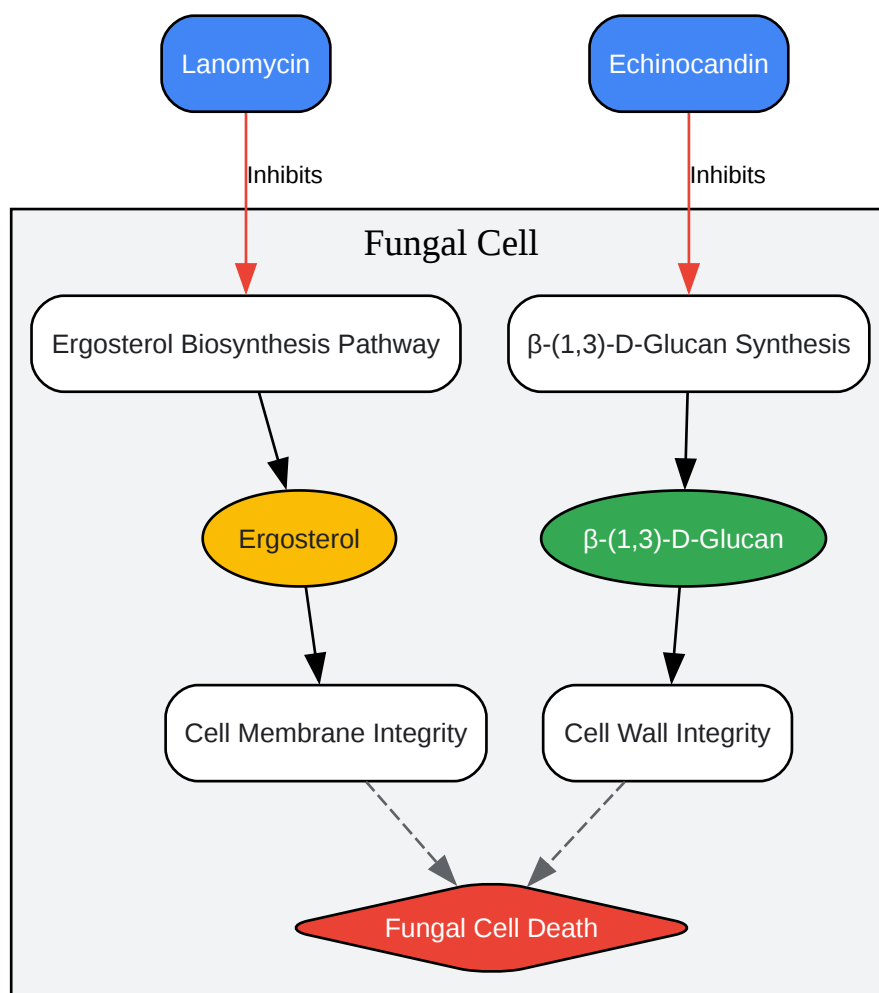 Lanomycin
Echinocandin
Inhibits
Inhibits
Fungal Cell
Ergosterol Biosynthesis Pathway
β-(1,3)-D-Glucan Synthesis
Ergosterol
β-(1,3)-D-Glucan
Cell Membrane Integrity
Cell Wall Integrity
Fungal Cell Death